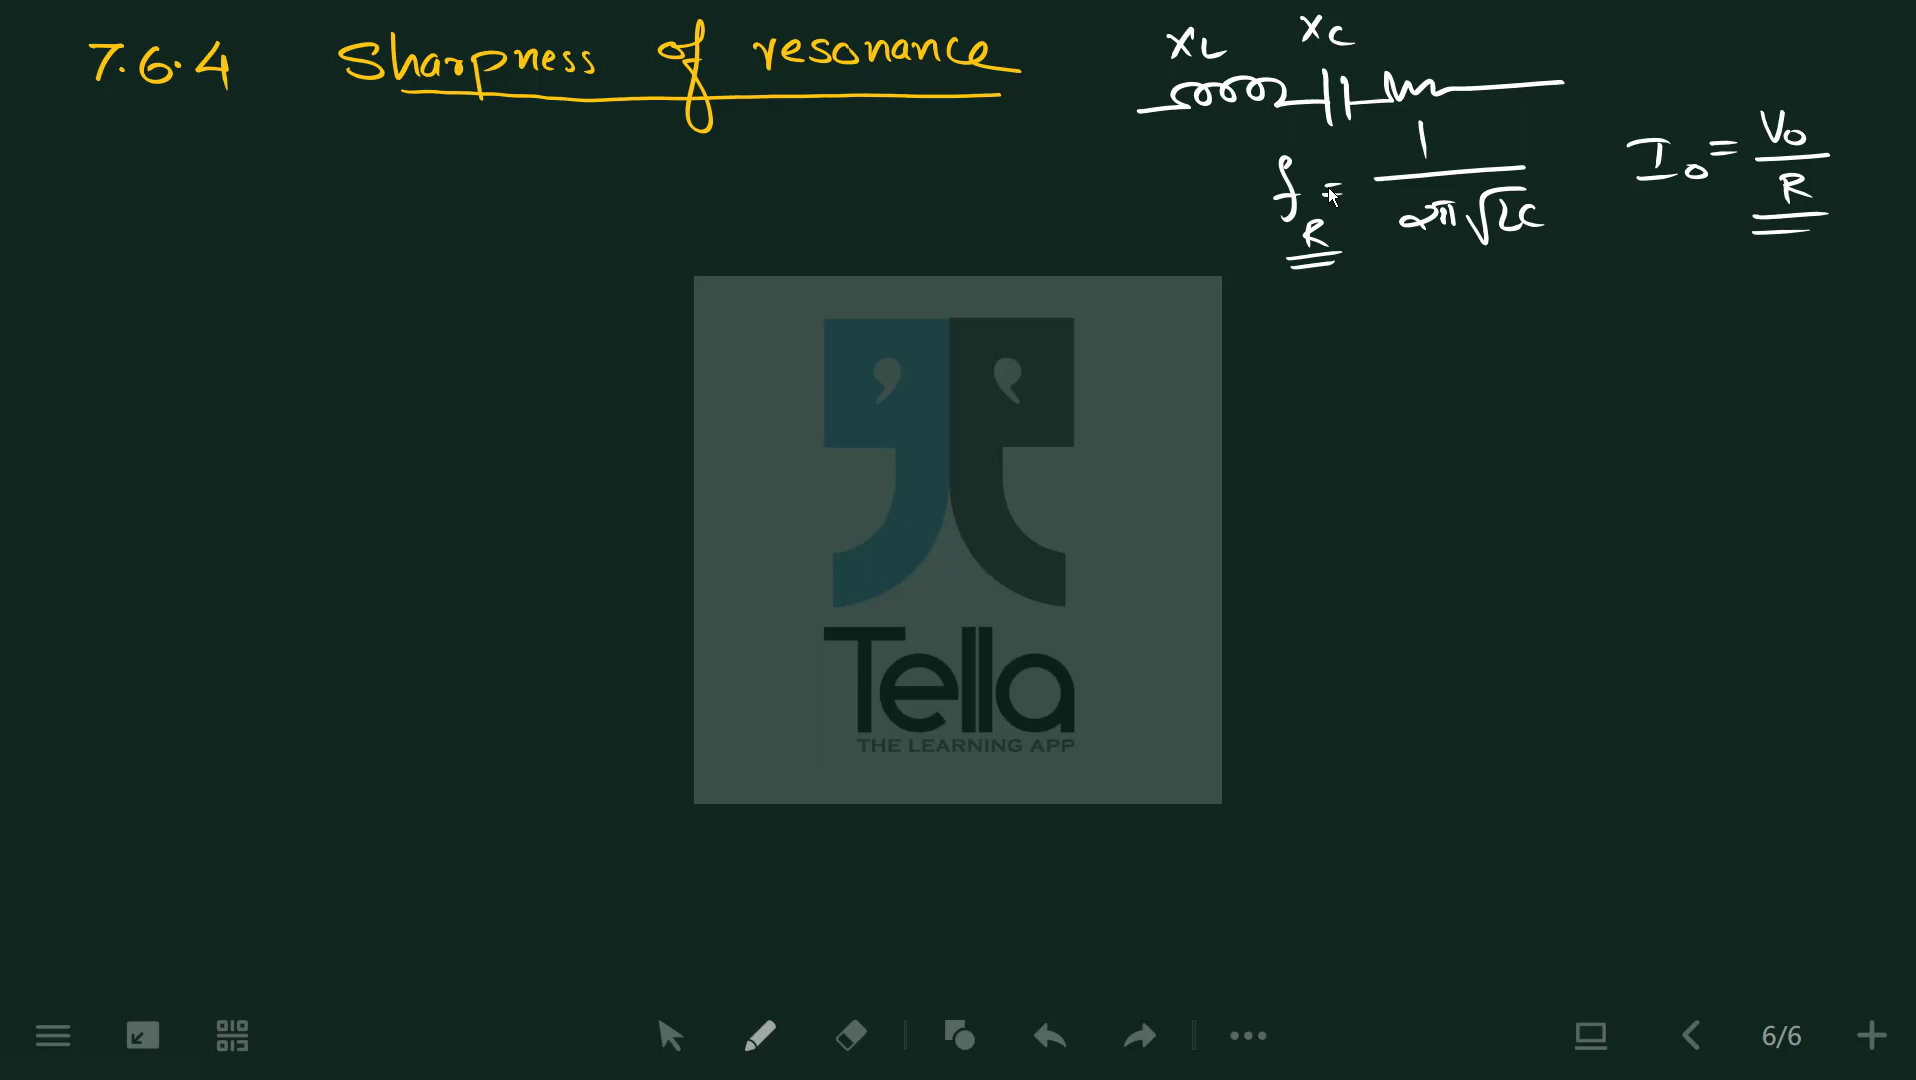 7.6.4 Sharpness of resonance
XL XC
f_R = 1 / 2π√LC
I₀ = V₀ / R
Tella
THE LEARNING APP
6/6